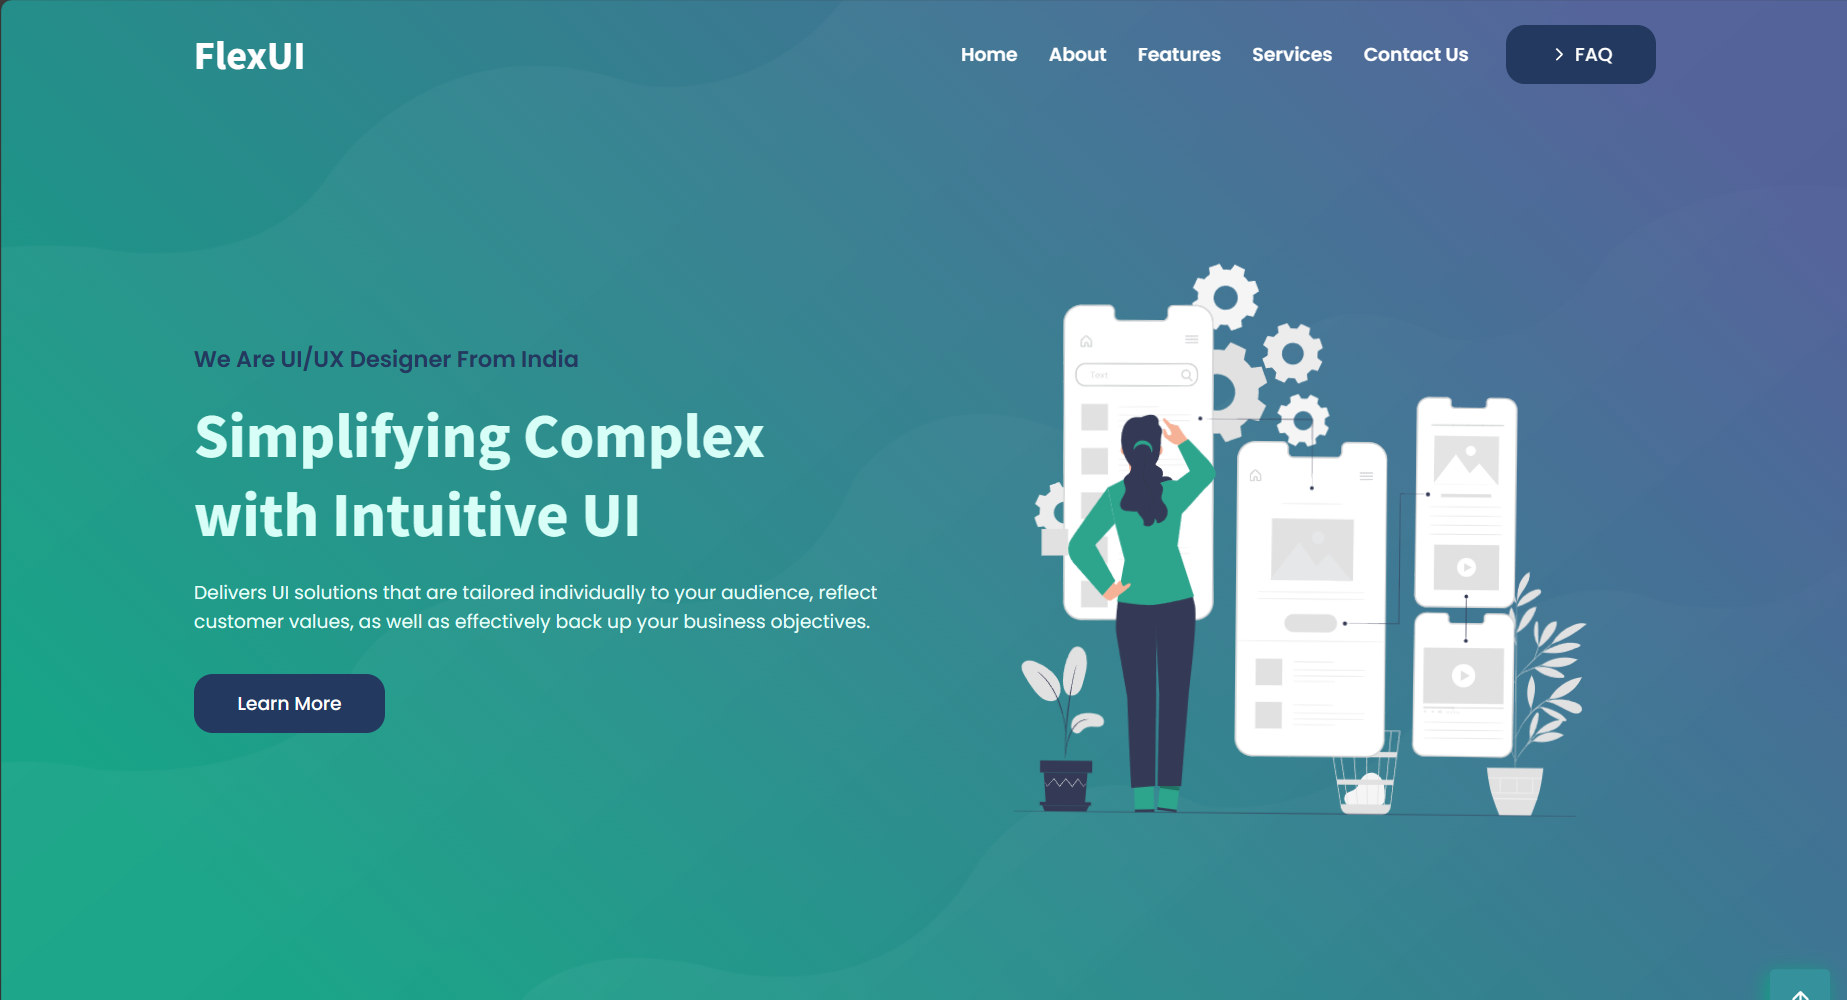 FlexUI
Home About Features Services Contact Us FAQ
We Are UI/UX Designer From India
Simplifying Complex
with Intuitive UI
Delivers UI solutions that are tailored individually to your audience, reflect
customer values, as well as effectively back up your business objectives.
Learn More
Text